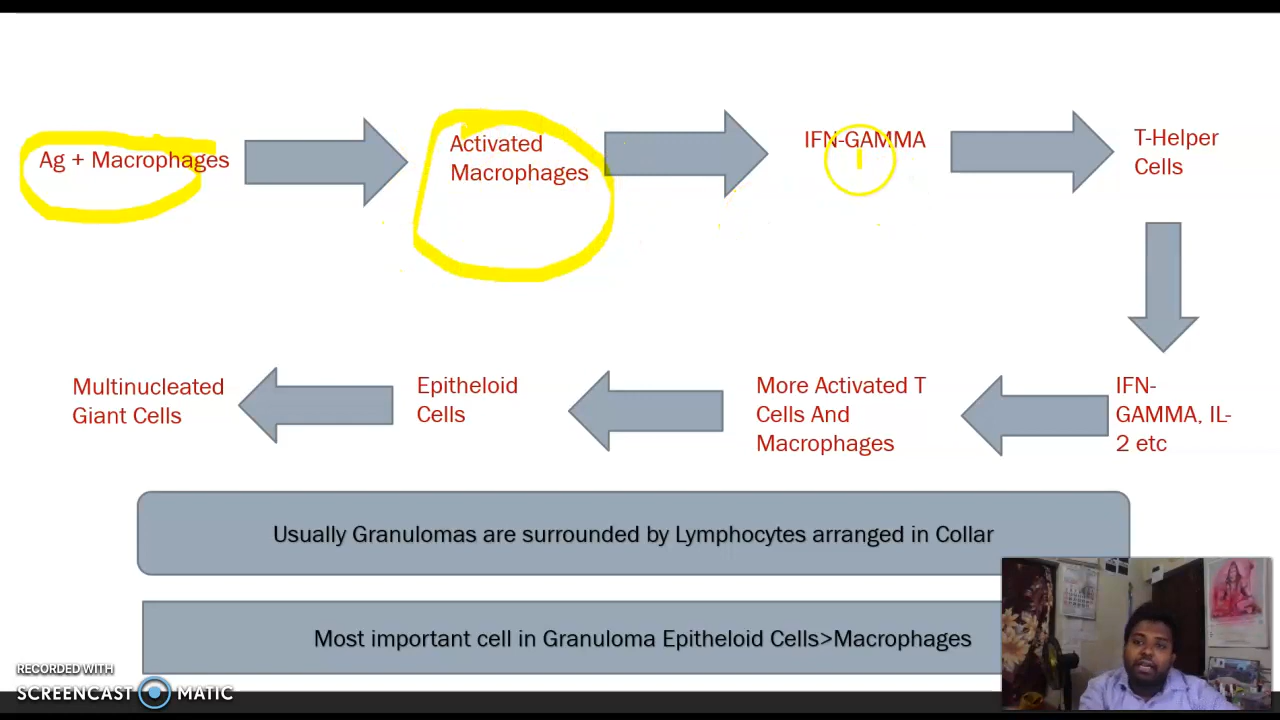 Ag + Macrophages
Activated
Macrophages
IFN-GAMMA
T-Helper
Cells
Multinucleated
Giant Cells
Epitheloid
Cells
More Activated T
Cells And
Macrophages
IFN-
GAMMA, IL-
2 etc
Usually Granulomas are surrounded by Lymphocytes arranged in Collar
Most important cell in Granuloma Epitheloid Cells>Macrophages
RECORDED WITH
SCREENCAST MATIC